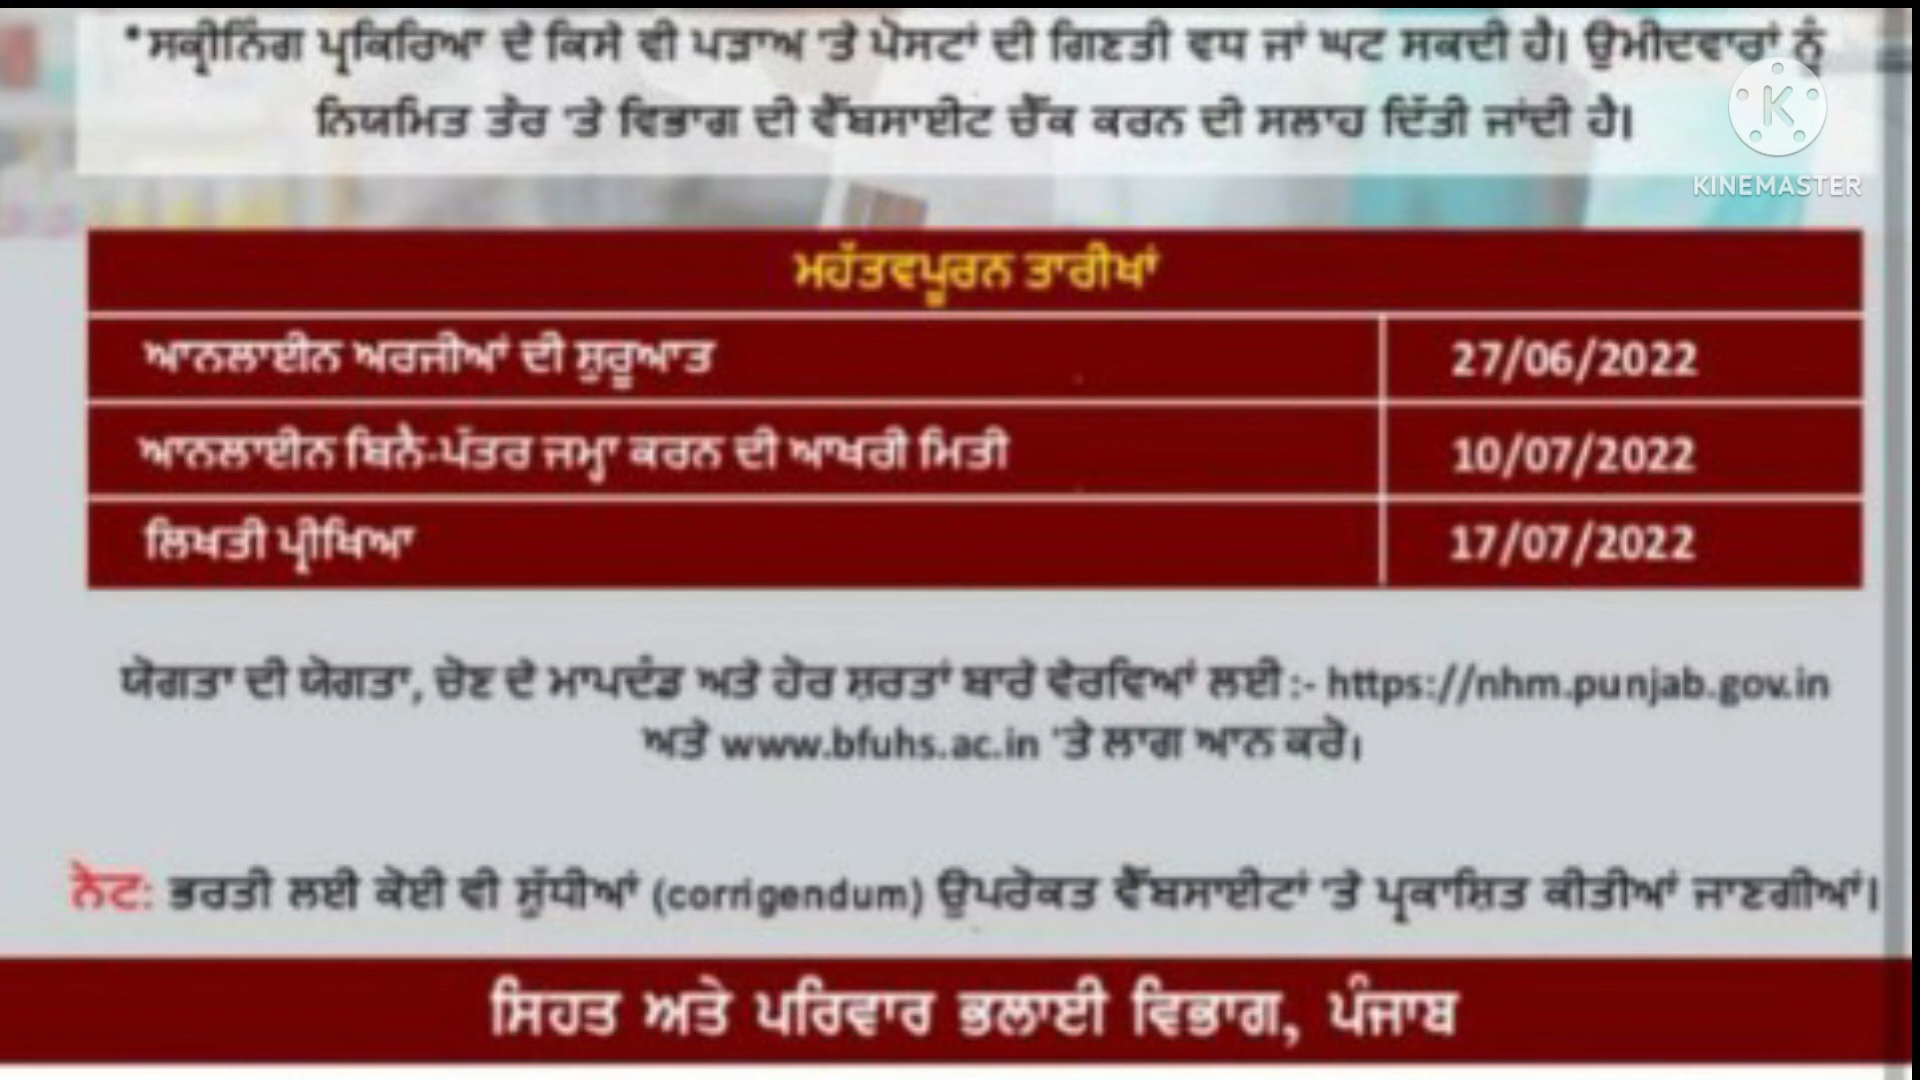 *ਸਕ੍ਰੀਨਿੰਗ ਪ੍ਰਕਿਰਿਆ ਦੇ ਕਿਸੇ ਵੀ ਪੜਾਅ 'ਤੇ ਪੋਸਟਾਂ ਦੀ ਗਿਣਤੀ ਵਧ ਜਾਂ ਘਟ ਸਕਦੀ ਹੈ। ਉਮੀਦਵਾਰਾਂ ਨੂੰ
ਨਿਯਮਿਤ ਤੌਰ 'ਤੇ ਵਿਭਾਗ ਦੀ ਵੈੱਬਸਾਈਟ ਚੈੱਕ ਕਰਨ ਦੀ ਸਲਾਹ ਦਿੱਤੀ ਜਾਂਦੀ ਹੈ।
KINEMASTER
ਮਹੱਤਵਪੂਰਨ ਤਾਰੀਖਾਂ
ਆਨਲਾਈਨ ਅਰਜੀਆਂ ਦੀ ਸ਼ੁਰੂਆਤ 27/06/2022
ਆਨਲਾਈਨ ਬਿਨੈ-ਪੱਤਰ ਜਮ੍ਹਾ ਕਰਨ ਦੀ ਆਖਰੀ ਮਿਤੀ 10/07/2022
ਲਿਖਤੀ ਪ੍ਰੀਖਿਆ 17/07/2022
ਯੋਗਤਾ ਦੀ ਯੋਗਤਾ, ਚੋਣ ਦੇ ਮਾਪਦੰਡ ਅਤੇ ਹੋਰ ਸ਼ਰਤਾਂ ਬਾਰੇ ਵੇਰਵਿਆਂ ਲਈ :- https://nhm.punjab.gov.in
ਅਤੇ www.bfuhs.ac.in 'ਤੇ ਲਾਗ ਆਨ ਕਰੋ।
ਨੋਟ: ਭਰਤੀ ਲਈ ਕੋਈ ਵੀ ਸੁੱਧੀਆਂ (corrigendum) ਉਪਰੋਕਤ ਵੈੱਬਸਾਈਟਾਂ 'ਤੇ ਪ੍ਰਕਾਸ਼ਿਤ ਕੀਤੀਆਂ ਜਾਣਗੀਆਂ।
ਸਿਹਤ ਅਤੇ ਪਰਿਵਾਰ ਭਲਾਈ ਵਿਭਾਗ, ਪੰਜਾਬ